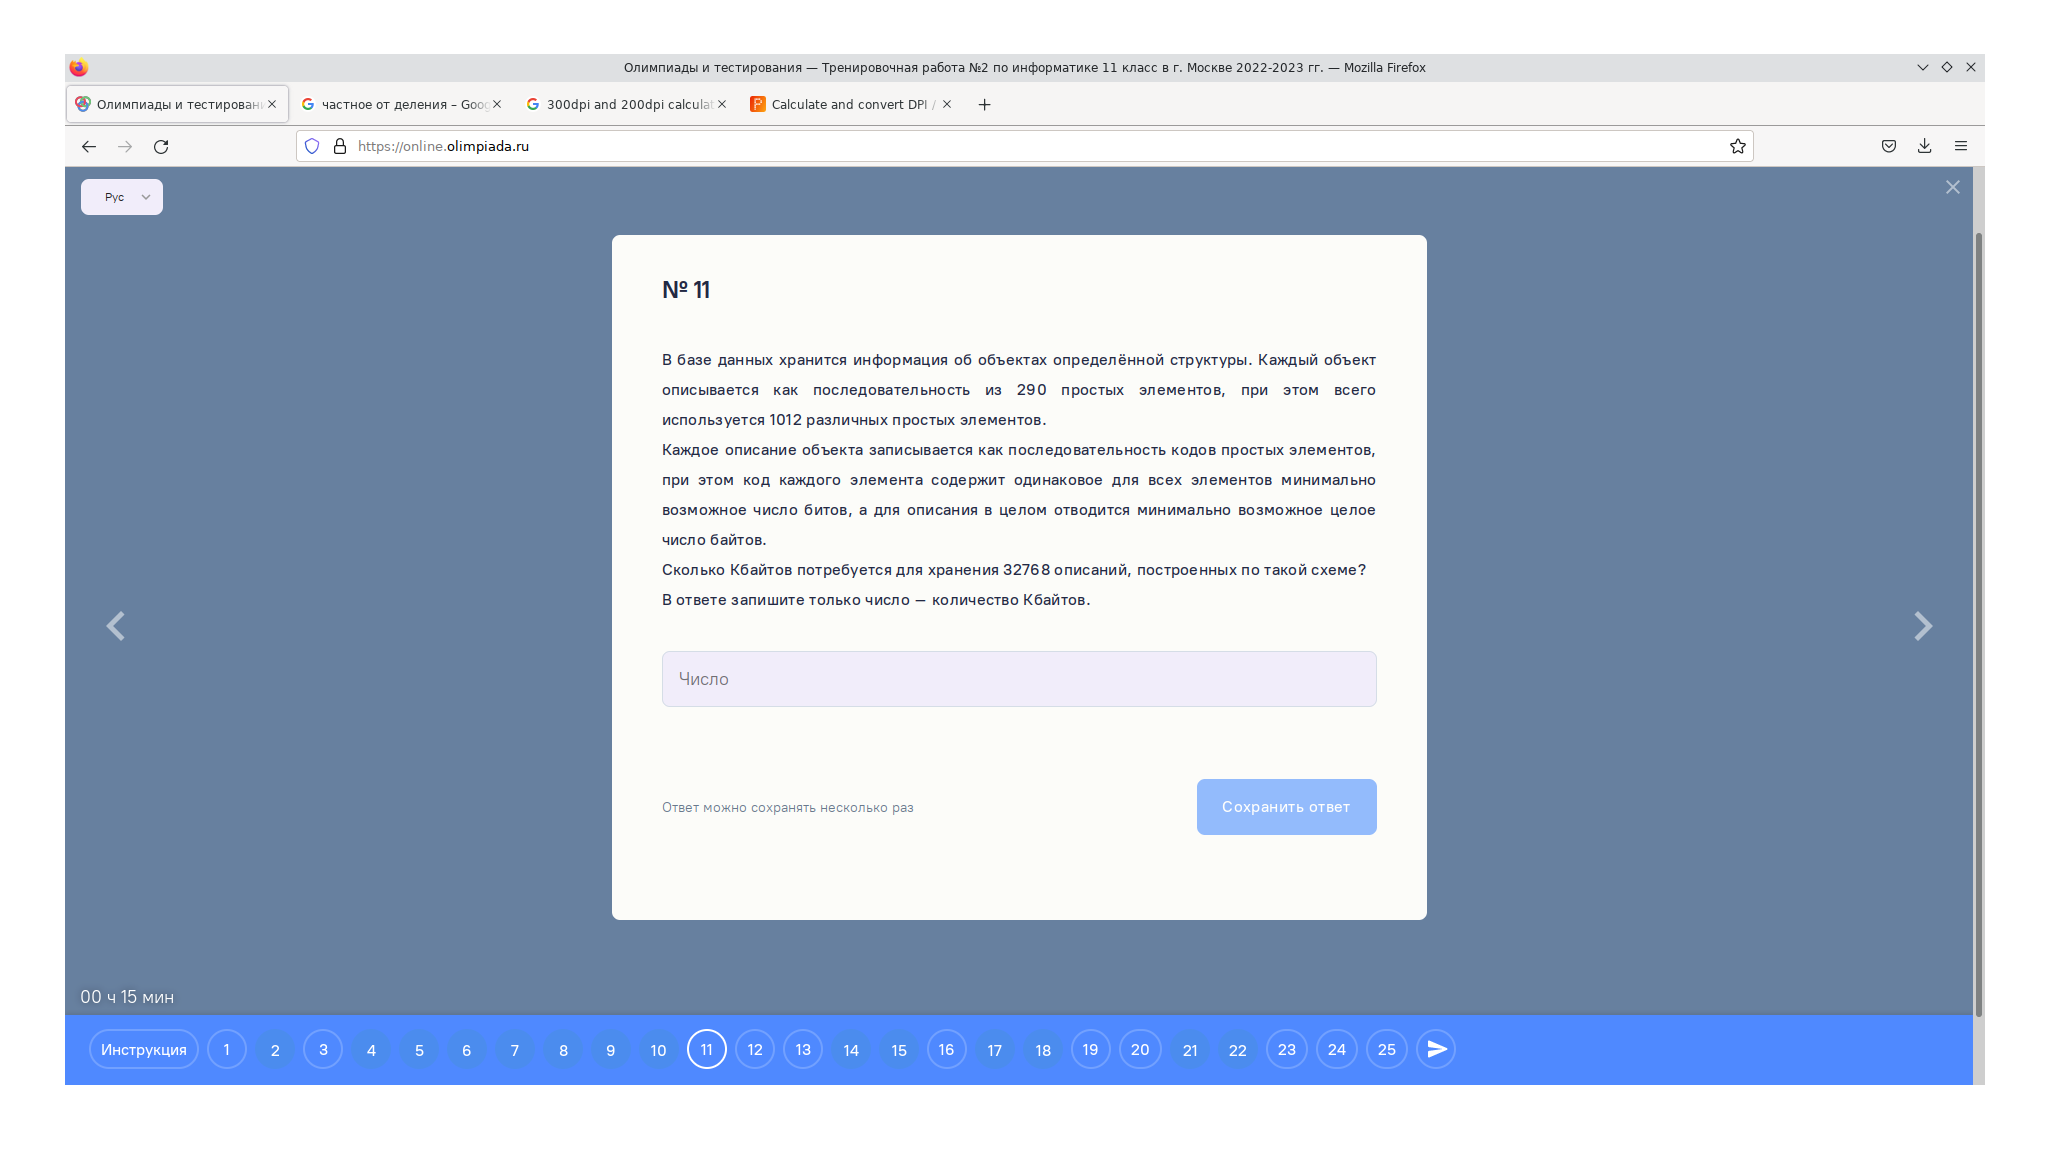 Олимпиады и тестирования — Тренировочная работа №2 по информатике 11 класс в г. Москве 2022-2023 гг. — Mozilla Firefox
Олимпиады и тестировани
частное от деления – Goog
300dpi and 200dpi calculat
Calculate and convert DPI /
https://online.olimpiada.ru
Рус
№ 11
В базе данных хранится информация об объектах определённой структуры. Каждый объект
описывается как последовательность из 290 простых элементов, при этом всего
используется 1012 различных простых элементов.
Каждое описание объекта записывается как последовательность кодов простых элементов,
при этом код каждого элемента содержит одинаковое для всех элементов минимально
возможное число битов, а для описания в целом отводится минимально возможное целое
число байтов.
Сколько Кбайтов потребуется для хранения 32768 описаний, построенных по такой схеме?
В ответе запишите только число — количество Кбайтов.
Число
Ответ можно сохранять несколько раз
Сохранить ответ
00 ч 15 мин
Инструкция 1 2 3 4 5 6 7 8 9 10 11 12 13 14 15 16 17 18 19 20 21 22 23 24 25